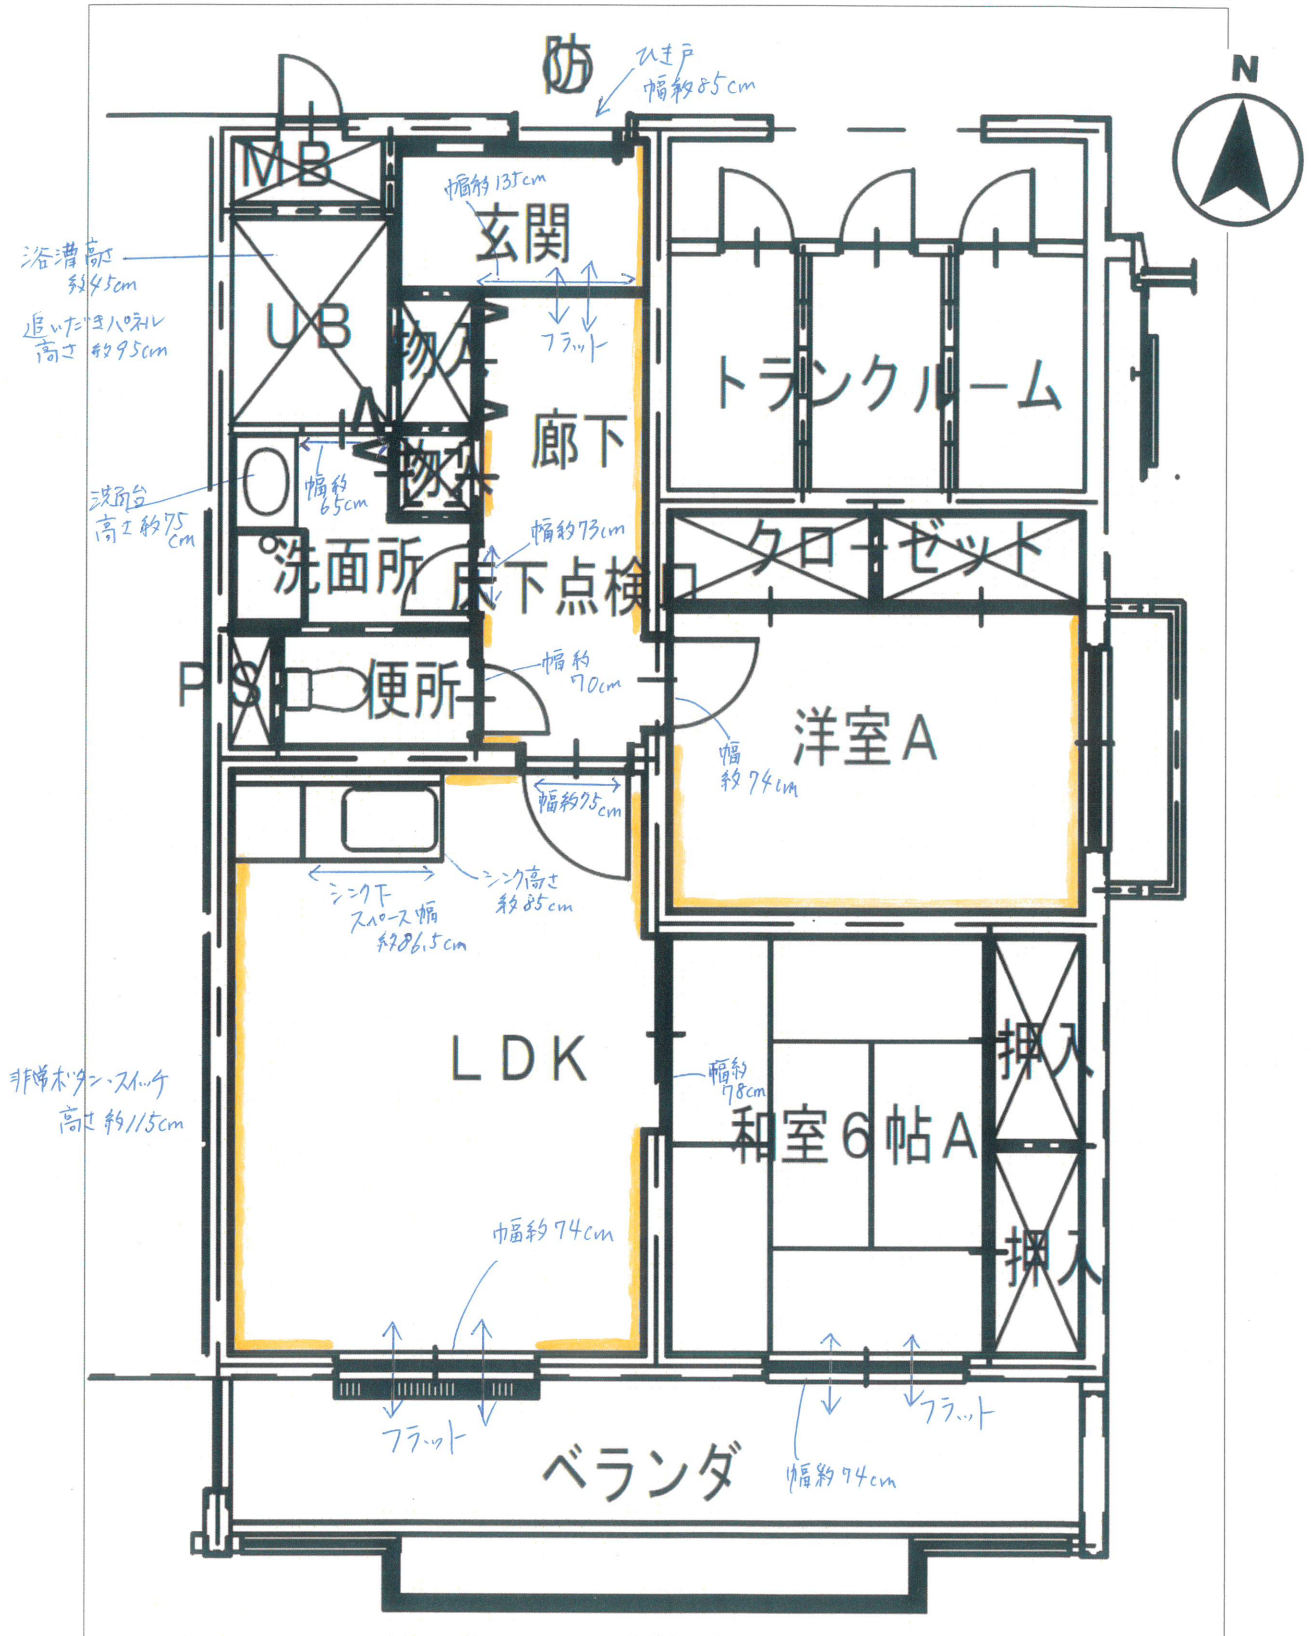 防
ひき戸
幅約85cm
N
MB
幅約135cm
玄関
浴漕高さ
約45cm
追いだきパネル
高さ 約95cm
UB
物入
フラット
廊下
トランクルーム
物入
幅約
65cm
洗面台
高さ約75
cm
幅約73cm
クローゼット
洗面所
床下点検口
幅約
70cm
PS
便所
洋室A
幅
約74cm
幅約75cm
シンク下
スペース幅
約86.5cm
シンク高さ
約85cm
LDK
押入
非常ボタン・スイッチ
高さ約115cm
幅約
78cm
和室6帖A
幅約74cm
押入
フラット
フラット
ベランダ
幅約74cm